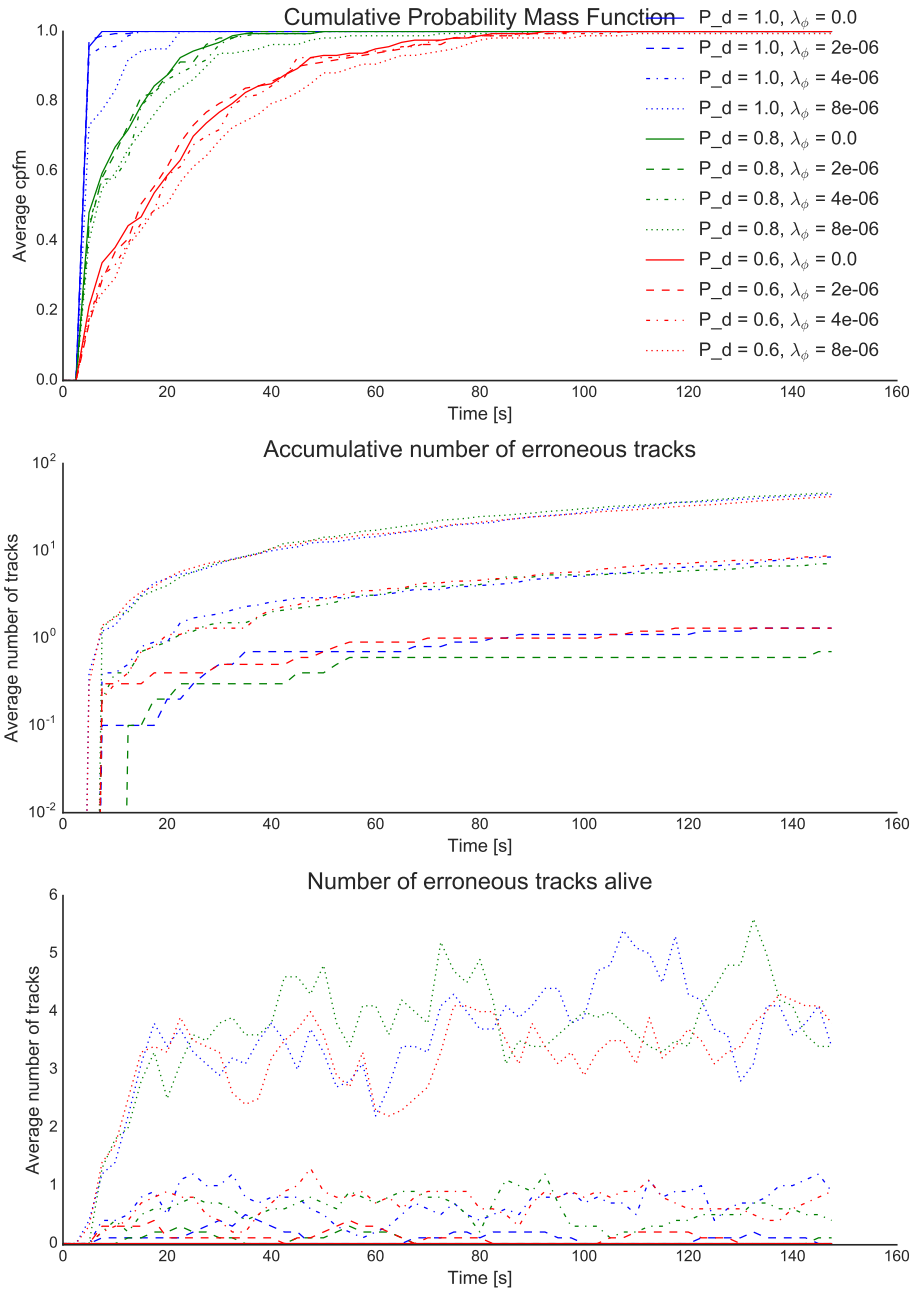 Cumulative Probability Mass Function
P_d = 1.0, λ_ϕ = 0.0
P_d = 1.0, λ_ϕ = 2e-06
P_d = 1.0, λ_ϕ = 4e-06
P_d = 1.0, λ_ϕ = 8e-06
P_d = 0.8, λ_ϕ = 0.0
P_d = 0.8, λ_ϕ = 2e-06
P_d = 0.8, λ_ϕ = 4e-06
P_d = 0.8, λ_ϕ = 8e-06
P_d = 0.6, λ_ϕ = 0.0
P_d = 0.6, λ_ϕ = 2e-06
P_d = 0.6, λ_ϕ = 4e-06
P_d = 0.6, λ_ϕ = 8e-06
Average cpfm
1.0
0.8
0.6
0.4
0.2
0.0
0 20 40 60 80 100 120 140 160
Time [s]
Accumulative number of erroneous tracks
Average number of tracks
10^2
10^1
10^0
10^-1
10^-2
0 20 40 60 80 100 120 140 160
Time [s]
Number of erroneous tracks alive
Average number of tracks
6
5
4
3
2
1
0
0 20 40 60 80 100 120 140 160
Time [s]